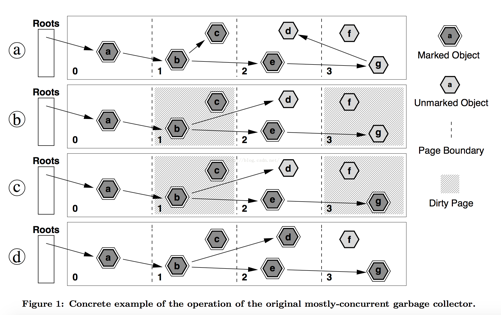 Roots
a
0
a
b
c
1
d
e
2
f
g
3
a
Marked Object
a
Unmarked Object
Page Boundary
Dirty Page
Roots
b
0
a
b
c
1
d
e
2
f
g
3
Roots
c
0
a
b
c
1
d
e
2
f
g
3
Roots
d
0
a
b
c
1
d
e
2
f
g
3
Figure 1: Concrete example of the operation of the original mostly-concurrent garbage collector.